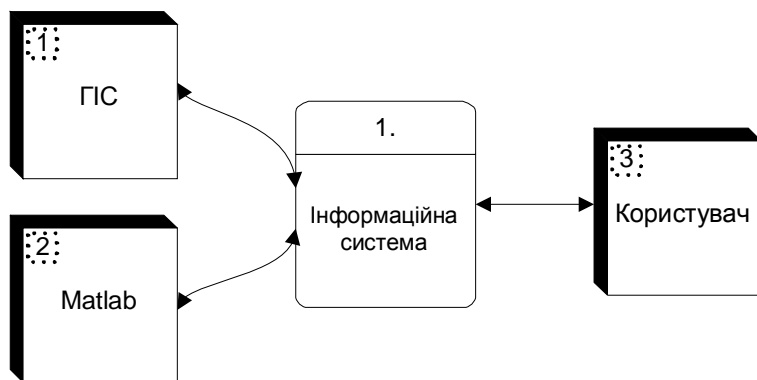 1
ГІС
2
Matlab
1.
Інформаційна
система
3
Користувач